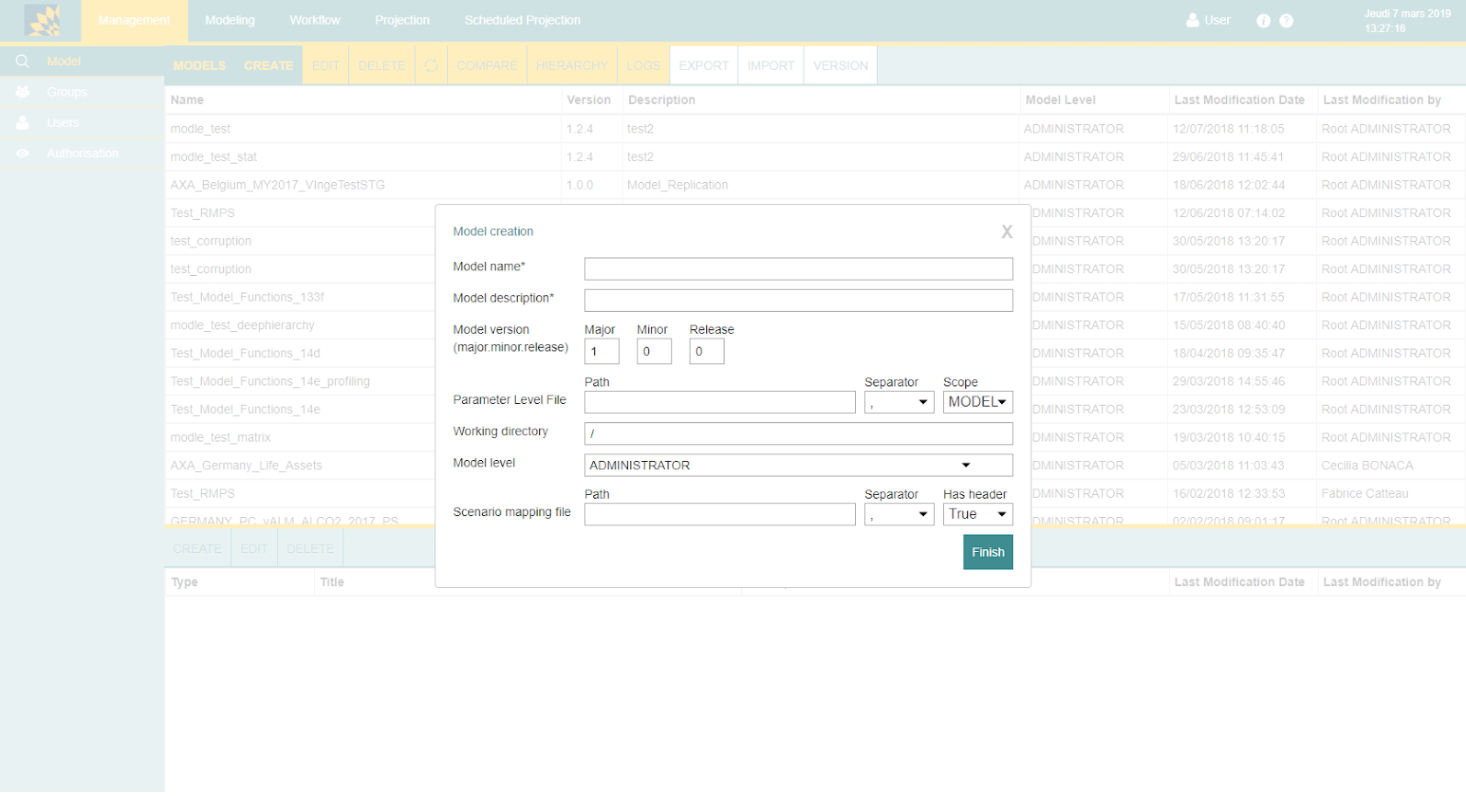 Management Modeling Workflow Projection Scheduled Projection User Jeudi 7 mars 2019
13:27:16
Model
Groups
Users
Authorisation
MODELS CREATE EDIT DELETE COMPARE HIERARCHY LOGS EXPORT IMPORT VERSION
Name Version Description Model Level Last Modification Date Last Modification by
modle_test 1.2.4 test2 ADMINISTRATOR 12/07/2018 11:18:05 Root ADMINISTRATOR
modle_test_stat 1.2.4 test2 ADMINISTRATOR 29/06/2018 11:45:41 Root ADMINISTRATOR
AXA_Belgium_MY2017_VIngeTestSTG 1.0.0 Model_Replication ADMINISTRATOR 18/06/2018 12:02:44 Root ADMINISTRATOR
Test_RMPS DMINISTRATOR 12/06/2018 07:14:02 Root ADMINISTRATOR
test_corruption DMINISTRATOR 30/05/2018 13:20:17 Root ADMINISTRATOR
test_corruption DMINISTRATOR 30/05/2018 13:20:17 Root ADMINISTRATOR
Test_Model_Functions_133f DMINISTRATOR 17/05/2018 11:31:55 Root ADMINISTRATOR
modle_test_deephierarchy DMINISTRATOR 15/05/2018 08:40:40 Root ADMINISTRATOR
Test_Model_Functions_14d DMINISTRATOR 18/04/2018 09:35:47 Root ADMINISTRATOR
Test_Model_Functions_14e_profiling DMINISTRATOR 29/03/2018 14:55:46 Root ADMINISTRATOR
Test_Model_Functions_14e DMINISTRATOR 23/03/2018 12:53:09 Root ADMINISTRATOR
modle_test_matrix DMINISTRATOR 19/03/2018 10:40:15 Root ADMINISTRATOR
AXA_Germany_Life_Assets DMINISTRATOR 05/03/2018 11:03:43 Cecilia BONACA
Test_RMPS DMINISTRATOR 16/02/2018 12:33:53 Fabrice Catteau
GERMANY_PC_vALM_ALCO2_2017_PS DMINISTRATOR 02/02/2018 09:01:17 Root ADMINISTRATOR
Model creation X
Model name*
Model description*
Model version Major Minor Release
(major.minor.release) 1 0 0
Path Separator Scope
Parameter Level File , MODEL
Working directory /
Model level ADMINISTRATOR
Path Separator Has header
Scenario mapping file , True
Finish
CREATE EDIT DELETE
Type Title Last Modification Date Last Modification by